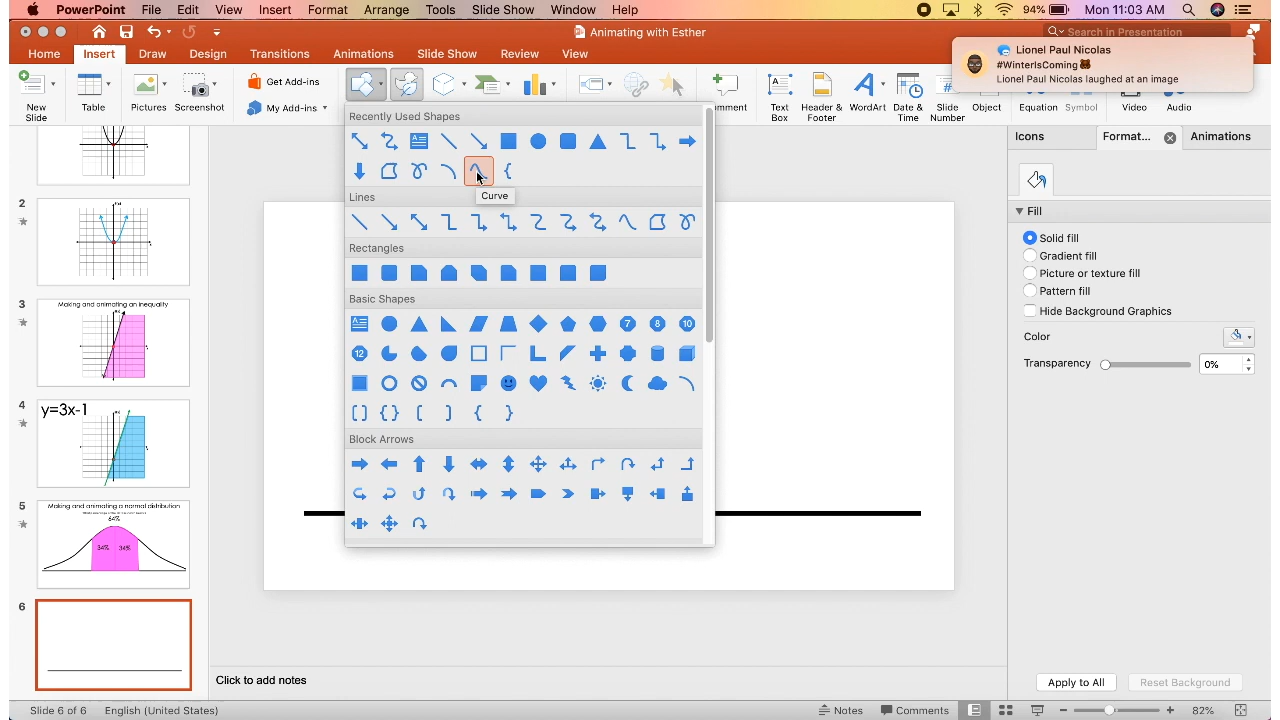 PowerPoint File Edit View Insert Format Arrange Tools Slide Show Window Help 94% Mon 11:03 AM
Animating with Esther
Search in Presentation
Home Insert Draw Design Transitions Animations Slide Show Review View
Lionel Paul Nicolas
#WinterIsComing
Lionel Paul Nicolas laughed at an image
New Slide
Table
Pictures
Screenshot
Get Add-ins
My Add-ins
mment
Text Box
Header & Footer
WordArt
Date & Time
Slide Number
Object
Equation
Symbol
Video
Audio
Recently Used Shapes
Curve
Lines
Rectangles
Basic Shapes
7 8 10
12
Block Arrows
2
3
Making and animating an inequality
4
y=3x-1
5
Making and animating a normal distribution
64%
34% 34%
6
Icons Format... Animations
Fill
Solid fill
Gradient fill
Picture or texture fill
Pattern fill
Hide Background Graphics
Color
Transparency 0%
Apply to All Reset Background
Click to add notes
Slide 6 of 6 English (United States) Notes Comments 82%